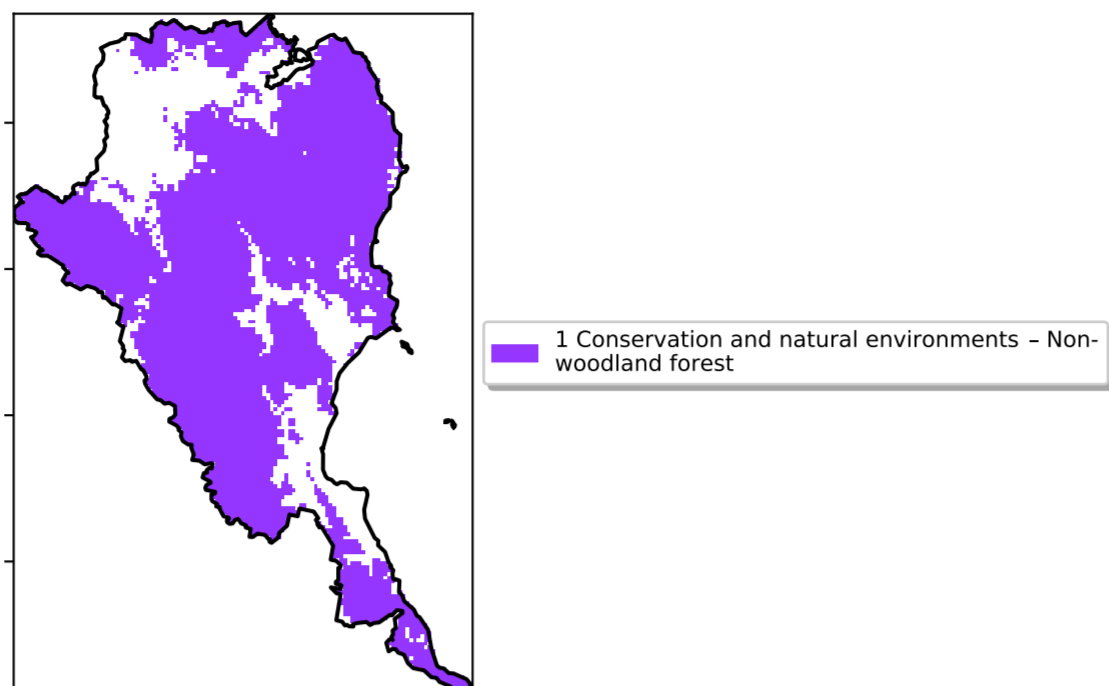 1 Conservation and natural environments – Non-
woodland forest